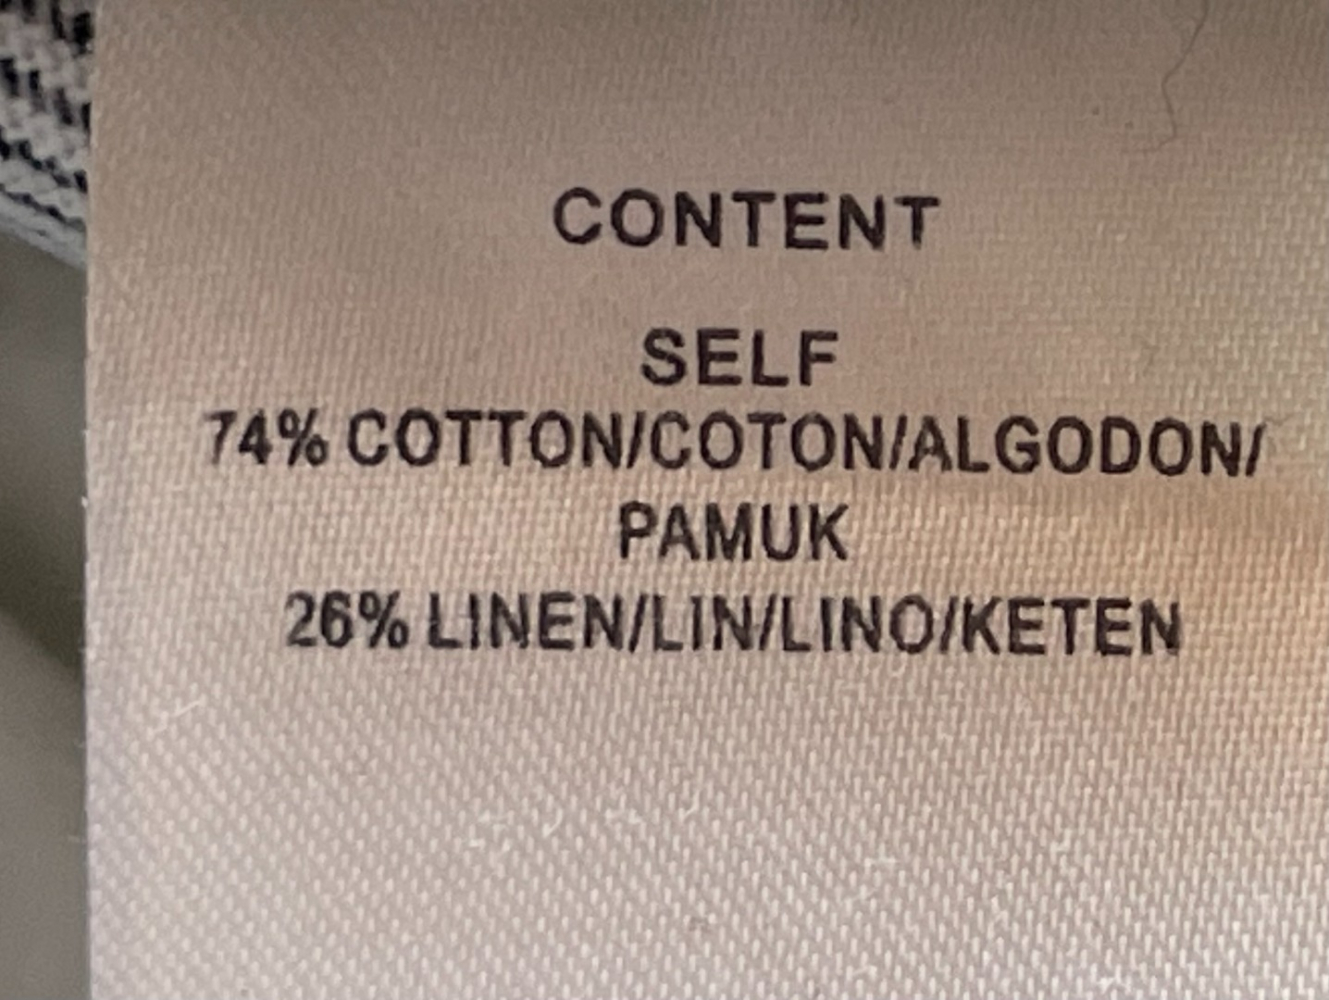 CONTENT
SELF
74% COTTON/COTON/ALGODON/
PAMUK
26% LINEN/LIN/LINO/KETEN